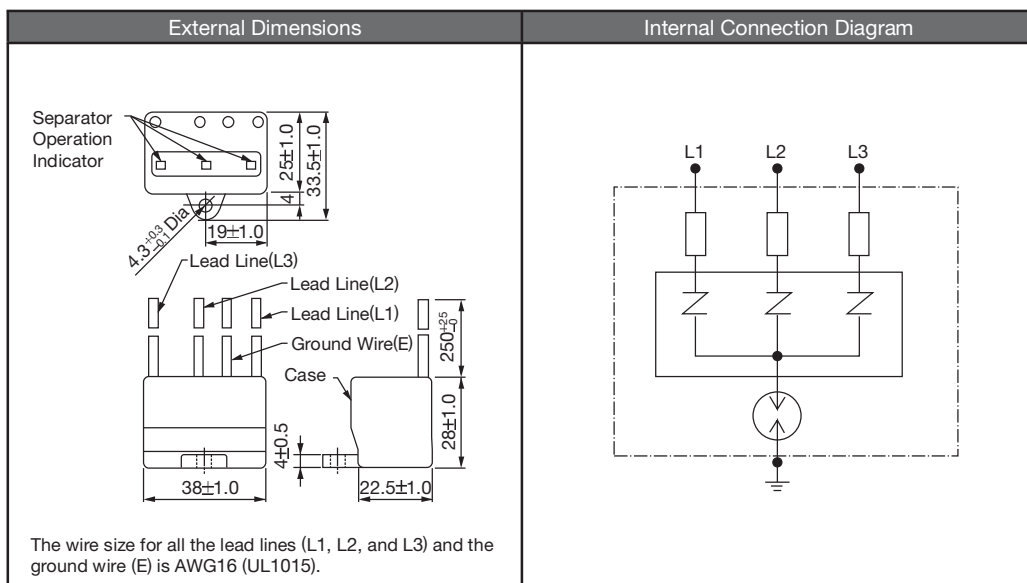 External Dimensions
Internal Connection Diagram
Separator
Operation
Indicator
25±1.0
33.5±1.0
4
4.3+0.3−0.1 Dia
19±1.0
Lead Line(L3)
Lead Line(L2)
Lead Line(L1)
Ground Wire(E)
Case
250+25−0
28±1.0
4±0.5
38±1.0
22.5±1.0
The wire size for all the lead lines (L1, L2, and L3) and the
ground wire (E) is AWG16 (UL1015).
L1
L2
L3